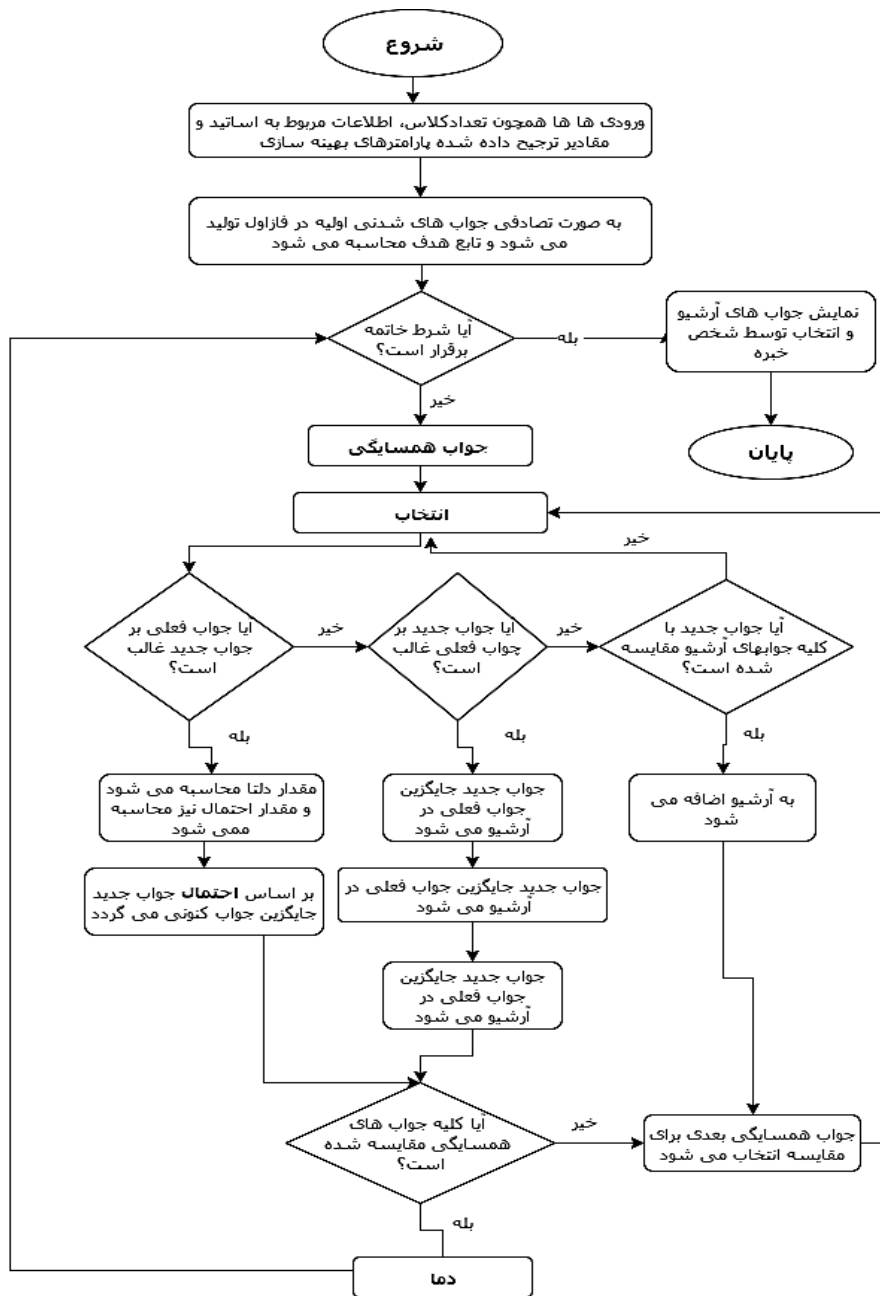 شروع
ورودی ها ها همچون تعدادکلاس، اطلاعات مربوط به اساتید و
مقادیر ترجیح داده شده پارامترهای بهینه سازی
به صورت تصادفی جواب های شدنی اولیه در فازاول تولید
می شود و تابع هدف محاسبه می شود
آیا شرط خاتمه
برقرار است؟
بله
نمایش جواب های آرشیو
و انتخاب توسط شخص
خبره
پایان
خیر
جواب همسایگی
انتخاب
خیر
ایا جواب فعلی بر
جواب جدید غالب
است؟
خیر
آیا جواب جدید بر
جواب فعلی غالب
است؟
خیر
آیا جواب جدید با
کلیه جوابهای آرشیو مقایسه
شده است؟
بله
بله
بله
مقدار دلتا محاسبه می شود
و مقدار احتمال نیز محاسبه
ممی شود
جواب جدید جایگزین
جواب فعلی در
آرشیو می شود
به آرشیو اضافه می
شود
بر اساس احتمال جواب جدید
جایگزین جواب کنونی می گردد
جواب جدید جایگزین جواب فعلی در
آرشیو می شود
جواب جدید جایگزین
جواب فعلی در
آرشیو می شود
آیا کلیه جواب های
همسایگی مقایسه شده
است؟
خیر
جواب همسایگی بعدی برای
مقایسه انتخاب می شود
بله
دما